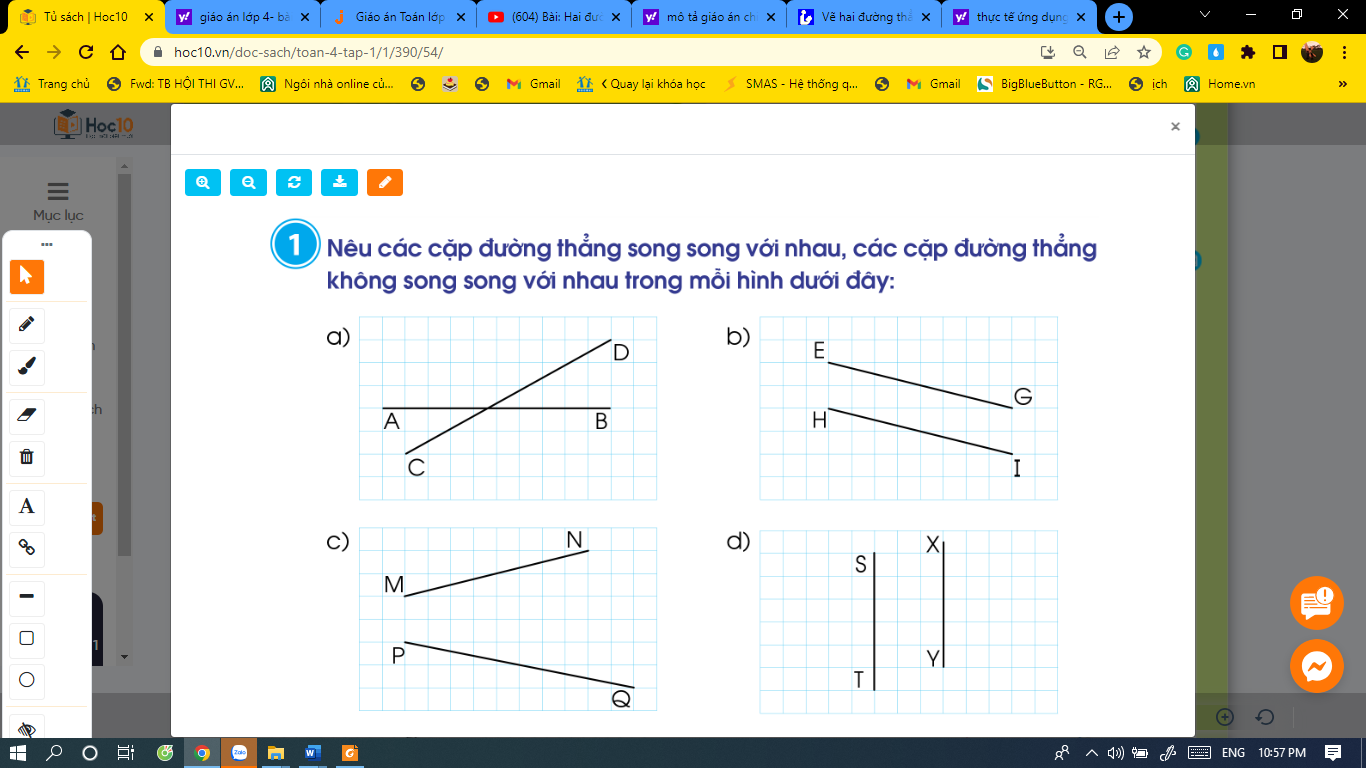 Tủ sách | Hoc10
giáo án lớp 4- bà
Giáo án Toán lớp
(604) Bài: Hai đườ
mô tả giáo án ch
Vẽ hai đường thẳ
thực tế ứng dụng
hoc10.vn/doc-sach/toan-4-tap-1/1/390/54/
Trang chủ
Fwd: TB HỘI THI GV...
Ngôi nhà online củ...
Gmail
Quay lại khóa học
SMAS - Hệ thống q...
Gmail
BigBlueButton - RG...
ịch
Home.vn
Hoc10
Mục lục
1 Nêu các cặp đường thẳng song song với nhau, các cặp đường thẳng
không song song với nhau trong mỗi hình dưới đây:
a)
D
A
B
C
b)
E
G
H
I
c)
N
M
P
Q
d)
X
S
Y
T
A
Zalo
ENG
10:57 PM